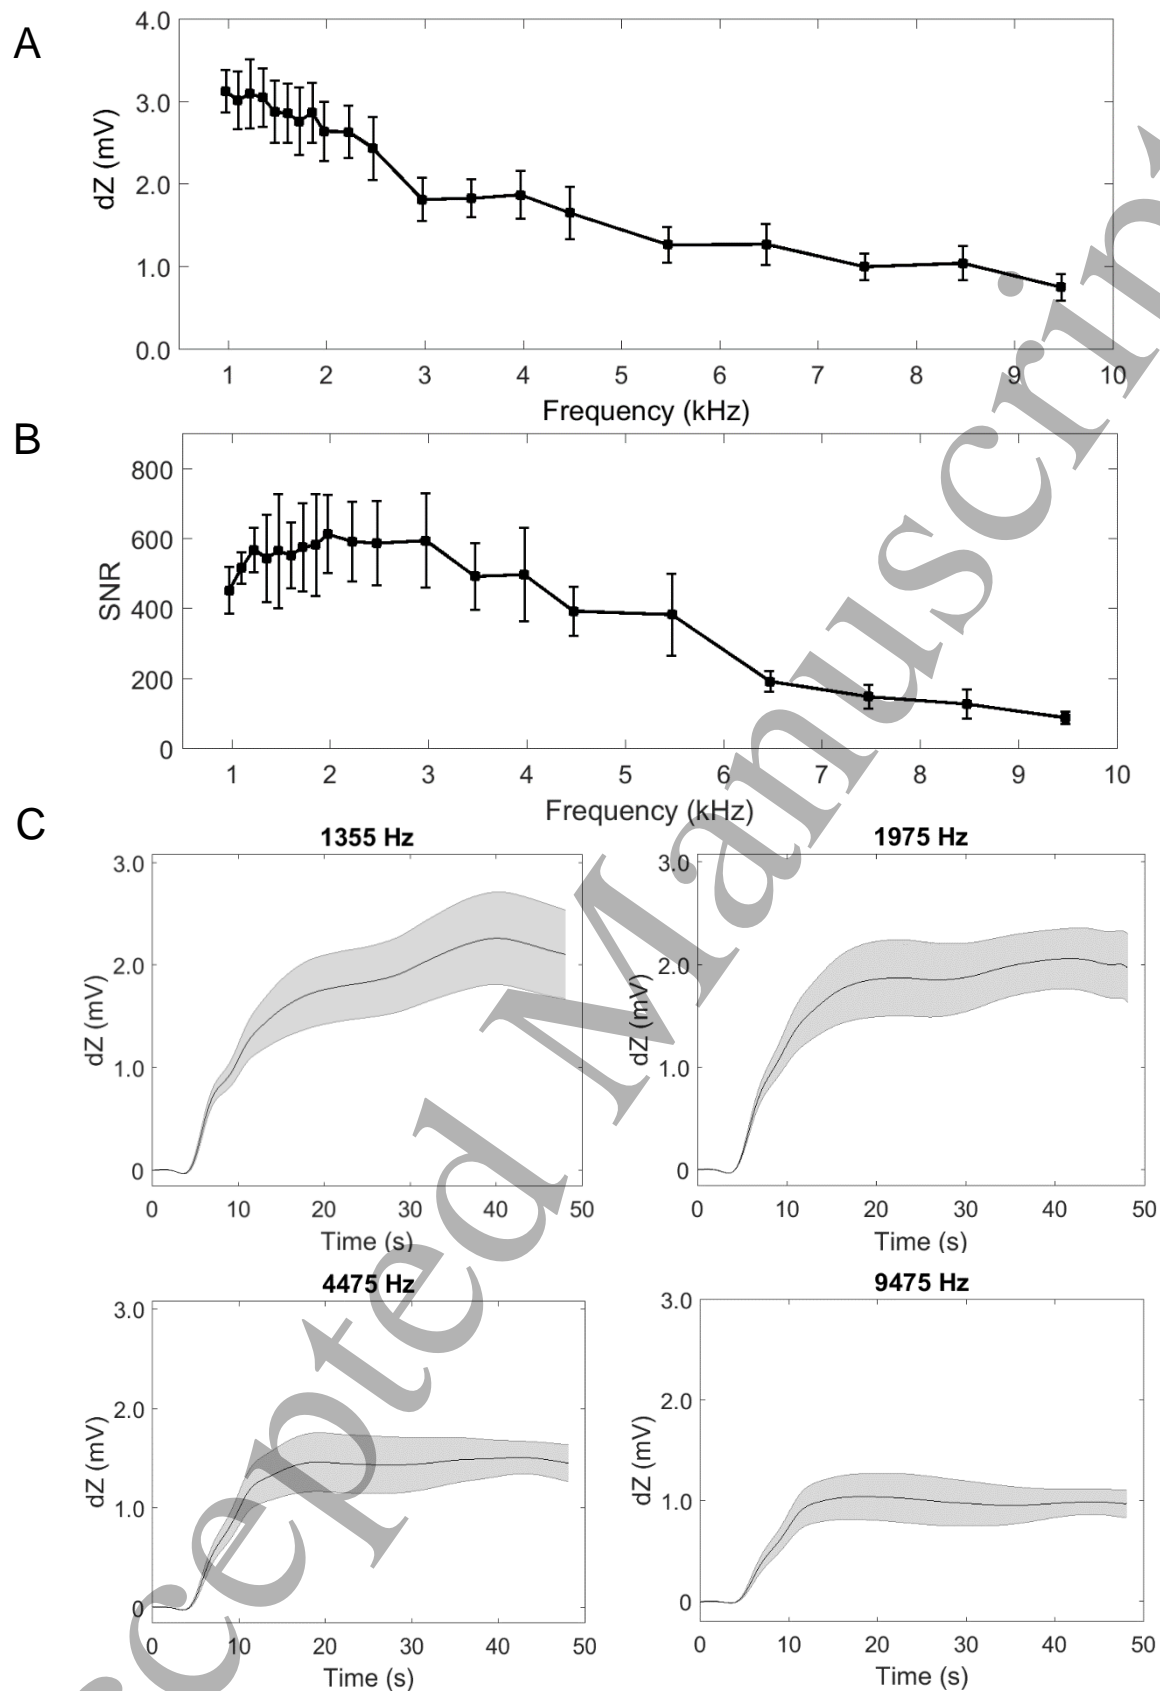 A
4.0
3.0
2.0
1.0
0.0
dZ (mV)
1 2 3 4 5 6 7 8 9 10
Frequency (kHz)
B
800
600
400
200
0
SNR
1 2 3 4 5 6 7 8 9 10
Frequency (kHz)
C
1355 Hz
3.0
2.0
1.0
0
dZ (mV)
0 10 20 30 40 50
Time (s)
1975 Hz
3.0
2.0
1.0
0
dZ (mV)
0 10 20 30 40 50
Time (s)
4475 Hz
3.0
2.0
1.0
0
dZ (mV)
0 10 20 30 40 50
Time (s)
9475 Hz
3.0
2.0
1.0
0
dZ (mV)
0 10 20 30 40 50
Time (s)
cepted Manuscript